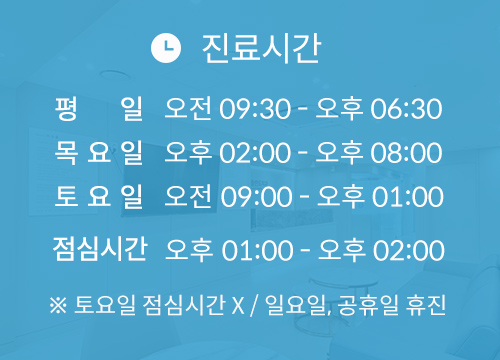 진료시간
평 일 오전 09:30 - 오후 06:30
목요일 오후 02:00 - 오후 08:00
토요일 오전 09:00 - 오후 01:00
점심시간 오후 01:00 - 오후 02:00
※ 토요일 점심시간 X / 일요일, 공휴일 휴진